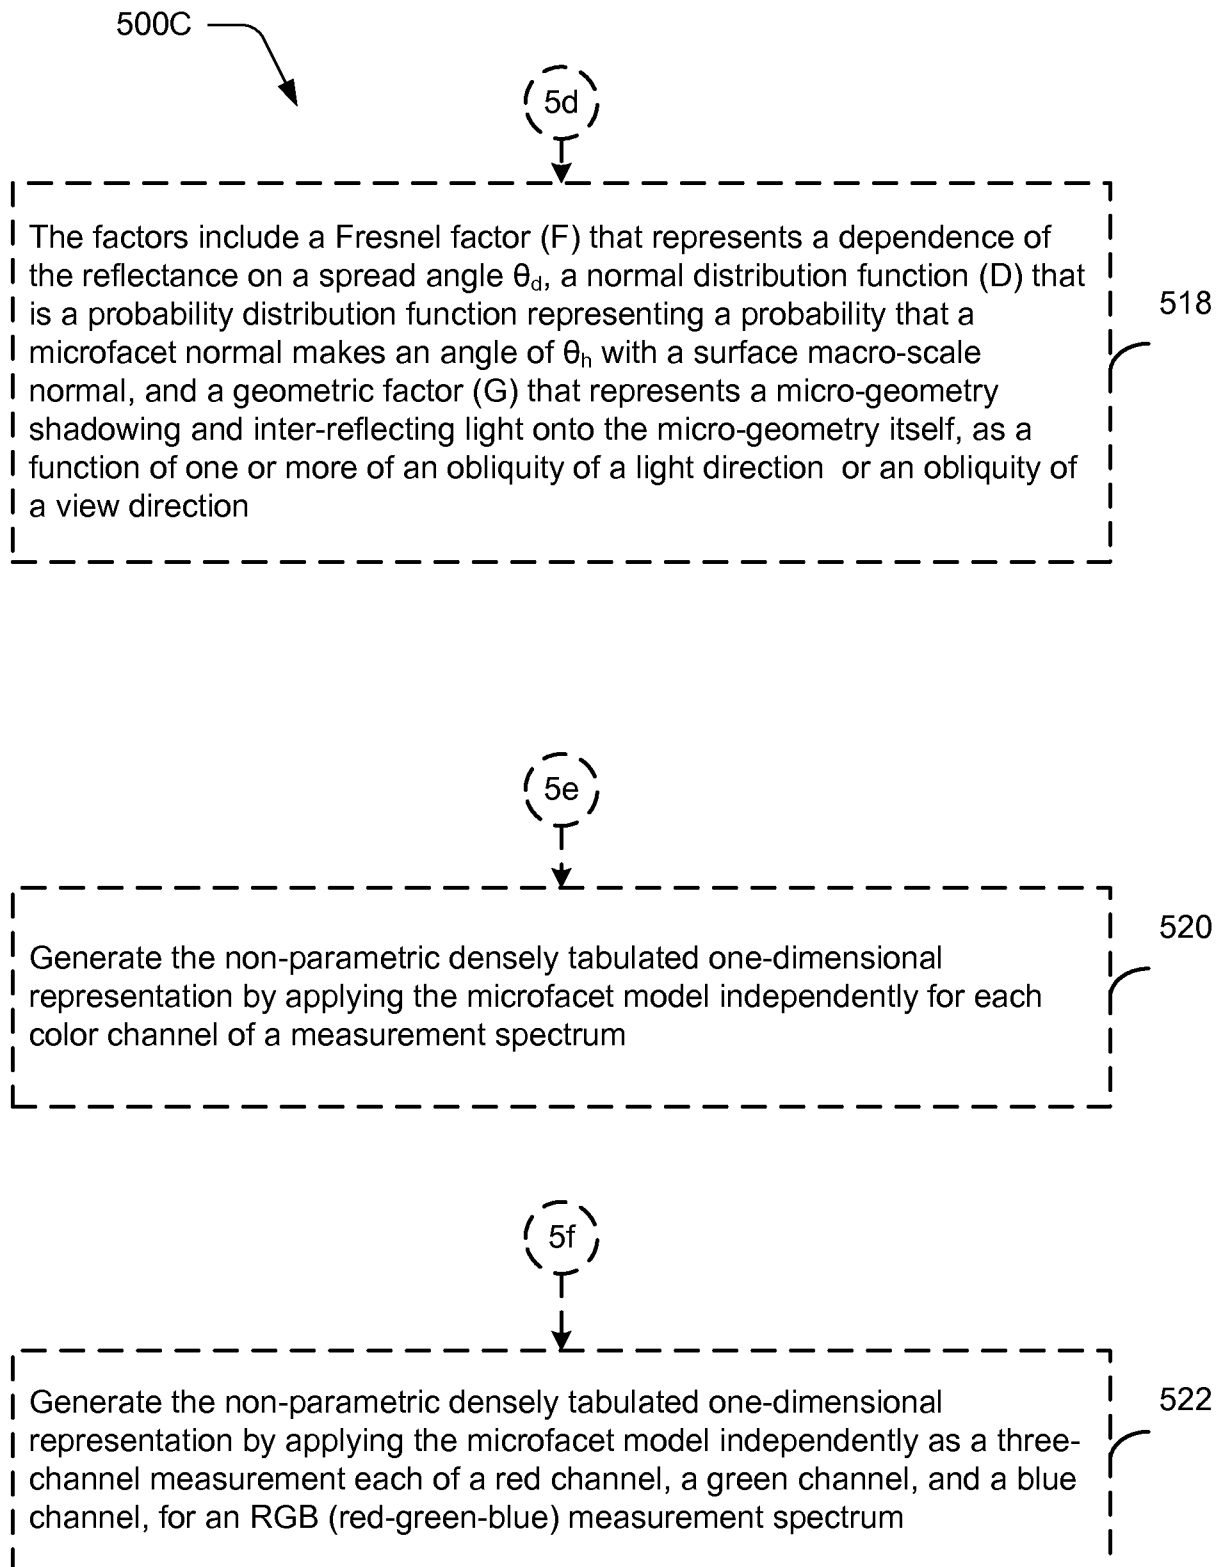 500C
5d
The factors include a Fresnel factor (F) that represents a dependence of
the reflectance on a spread angle θd, a normal distribution function (D) that
is a probability distribution function representing a probability that a
microfacet normal makes an angle of θh with a surface macro-scale
normal, and a geometric factor (G) that represents a micro-geometry
shadowing and inter-reflecting light onto the micro-geometry itself, as a
function of one or more of an obliquity of a light direction or an obliquity of
a view direction
518
5e
Generate the non-parametric densely tabulated one-dimensional
representation by applying the microfacet model independently for each
color channel of a measurement spectrum
520
5f
Generate the non-parametric densely tabulated one-dimensional
representation by applying the microfacet model independently as a three-
channel measurement each of a red channel, a green channel, and a blue
channel, for an RGB (red-green-blue) measurement spectrum
522